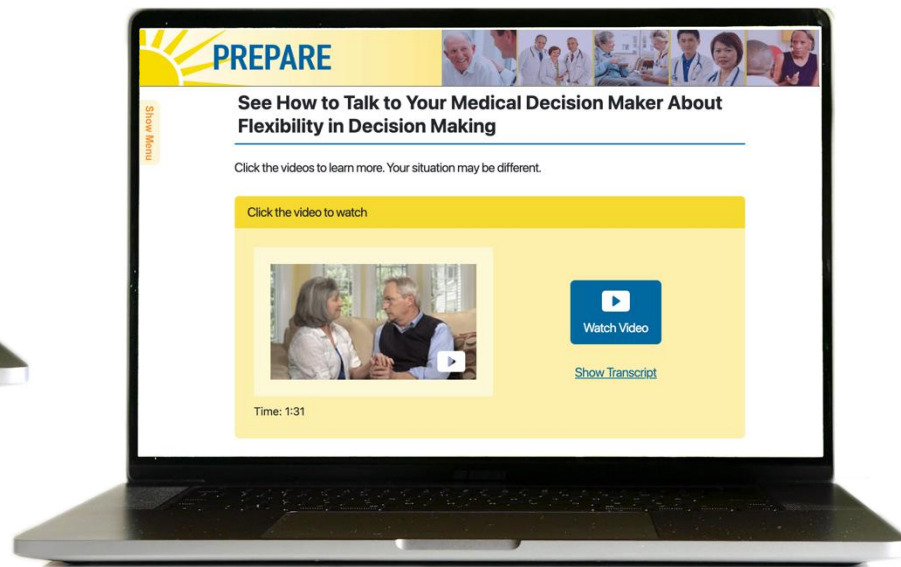 PREPARE
Show Menu
See How to Talk to Your Medical Decision Maker About
Flexibility in Decision Making
Click the videos to learn more. Your situation may be different.
Click the video to watch
Watch Video
Show Transcript
Time: 1:31